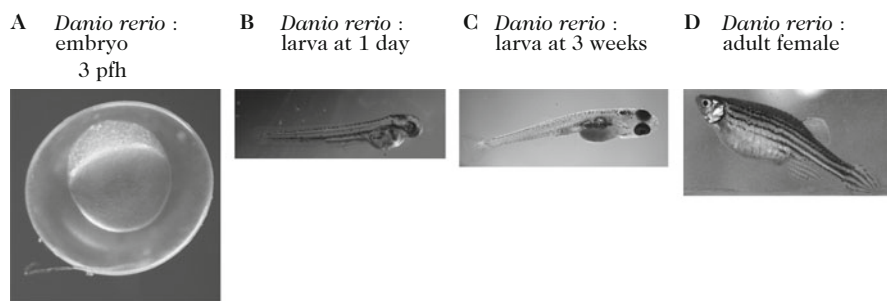 A Danio rerio :
embryo
3 pfh
B Danio rerio :
larva at 1 day
C Danio rerio :
larva at 3 weeks
D Danio rerio :
adult female